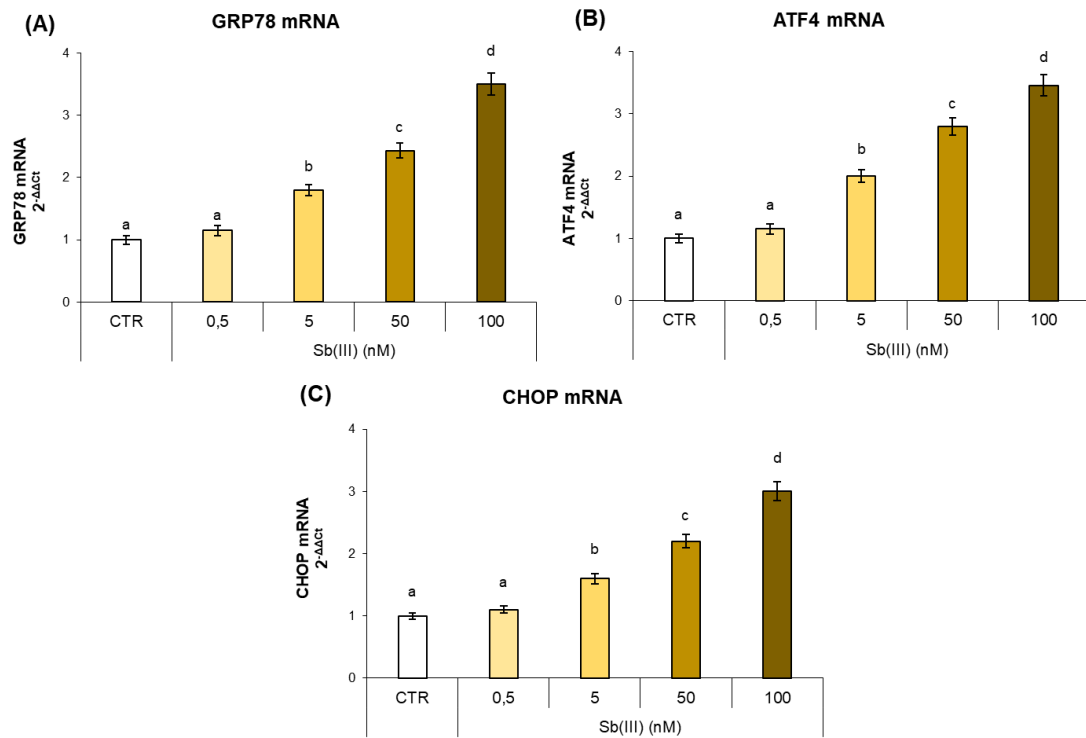 (A)
GRP78 mRNA
GRP78 mRNA
2^-ΔΔCt
4
3
2
1
0
a
a
b
c
d
CTR
0,5
5
50
100
Sb(III) (nM)
(B)
ATF4 mRNA
ATF4 mRNA
2^-ΔΔCt
4
3
2
1
0
a
a
b
c
d
CTR
0,5
5
50
100
Sb(III) (nM)
(C)
CHOP mRNA
CHOP mRNA
2^-ΔΔCt
4
3
2
1
0
a
a
b
c
d
CTR
0,5
5
50
100
Sb(III) (nM)